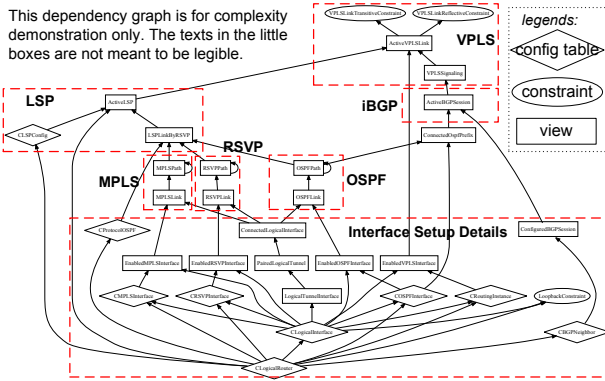 This dependency graph is for complexity
demonstration only. The texts in the little
boxes are not meant to be legible.
VPLSLinkTransitiveConstraint
VPLSLinkReflectiveConstraint
legends:
ActiveVPLSLink
VPLS
config table
VPLSSignaling
LSP
iBGP
constraint
ActiveLSP
ActiveBGPSession
view
CLSPConfig
LSPLinkByRSVP
RSVP
ConnectedOspfPrefix
MPLSPath
RSVPPath
OSPFPath
MPLS
OSPF
MPLSLink
RSVPLink
OSPFLink
CProtocolOSPF
ConnectedLogicalInterface
Interface Setup Details
ConfiguredBGPSession
EnabledMPLSInterface
EnabledRSVPInterface
PairedLogicalTunnel
EnabledOSPFInterface
EnabledVPLSInterface
CMPLSInterface
CRSVPInterface
LogicalTunnelInterface
COSPFInterface
CRoutingInstance
LoopbackConstraint
CLogicalInterface
CBGPNeighbor
CLogicalRouter